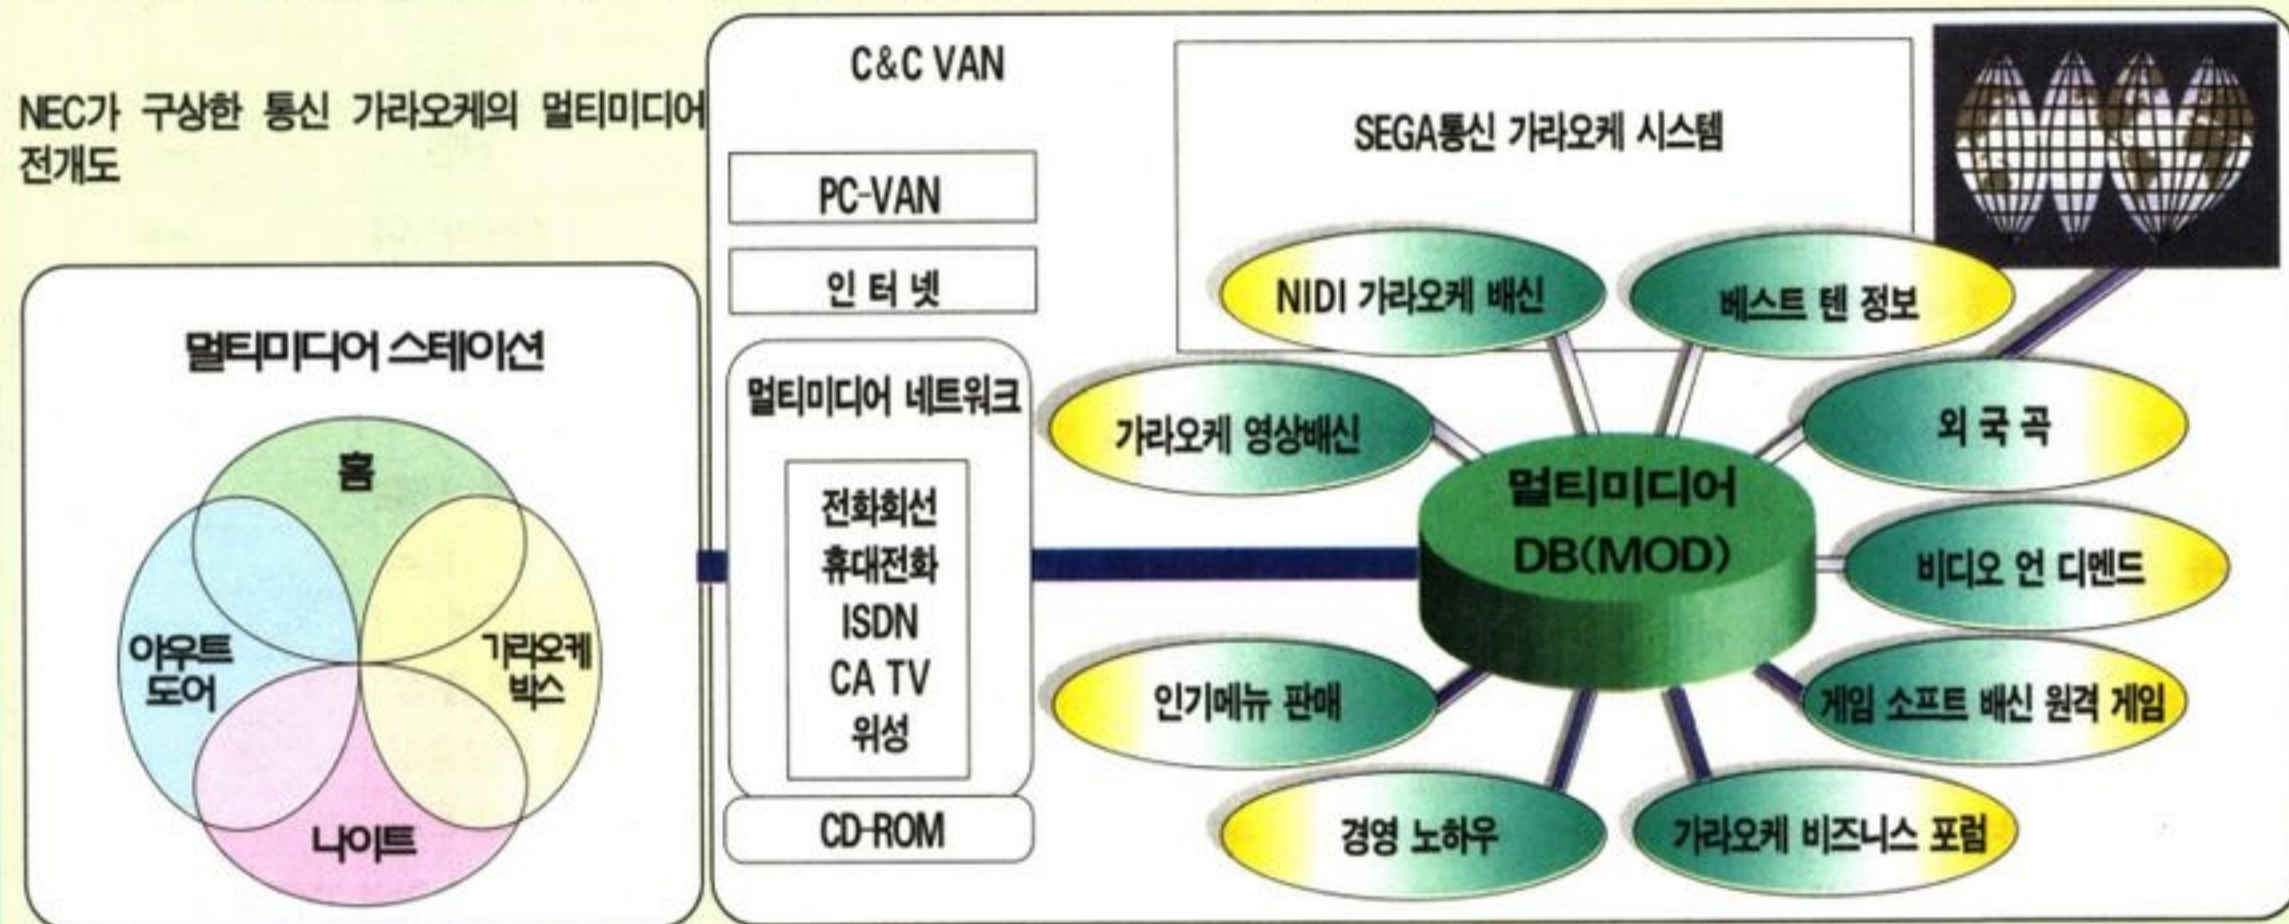 NEC가 구상한 통신 가라오케의 멀티미디어
전개도
멀티미디어 스테이션
홈
아우트
도어
가라오케
박스
나이트
C&C VAN
PC-VAN
인 터 넷
멀티미디어 네트워크
전화회선
휴대전화
ISDN
CA TV
위성
CD-ROM
SEGA통신 가라오케 시스템
NIDI 가라오케 배신
베스트 텐 정보
가라오케 영상배신
외 국 곡
멀티미디어
DB(MOD)
비디오 언 디멘드
인기메뉴 판매
게임 소프트 배신 원격 게임
경영 노하우
가라오케 비즈니스 포럼